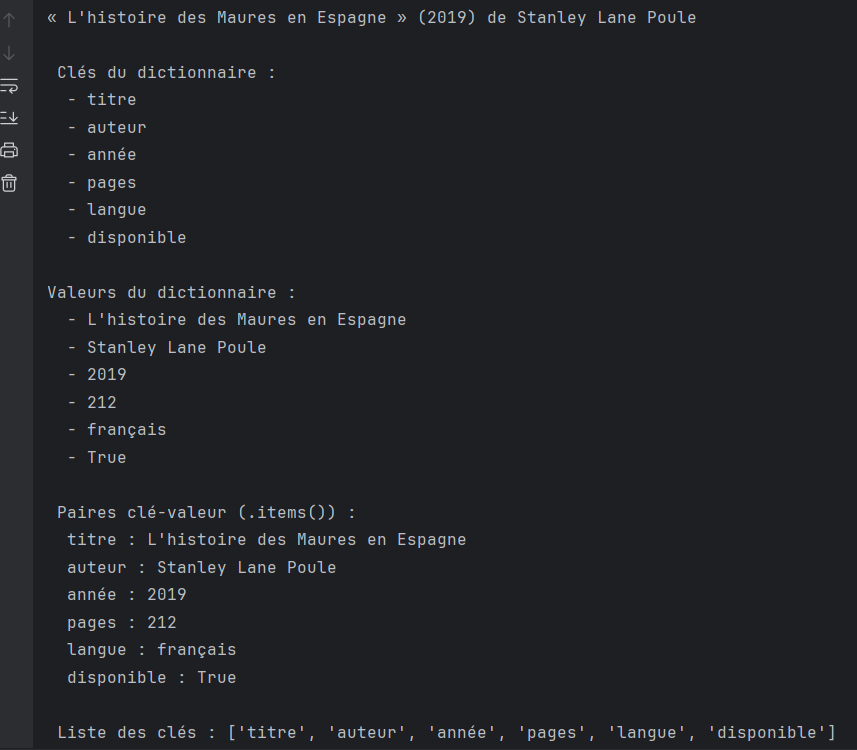 « L'histoire des Maures en Espagne » (2019) de Stanley Lane Poule
Clés du dictionnaire :
- titre
- auteur
- année
- pages
- langue
- disponible
Valeurs du dictionnaire :
- L'histoire des Maures en Espagne
- Stanley Lane Poule
- 2019
- 212
- français
- True
Paires clé-valeur (.items()) :
titre : L'histoire des Maures en Espagne
auteur : Stanley Lane Poule
année : 2019
pages : 212
langue : français
disponible : True
Liste des clés : ['titre', 'auteur', 'année', 'pages', 'langue', 'disponible']